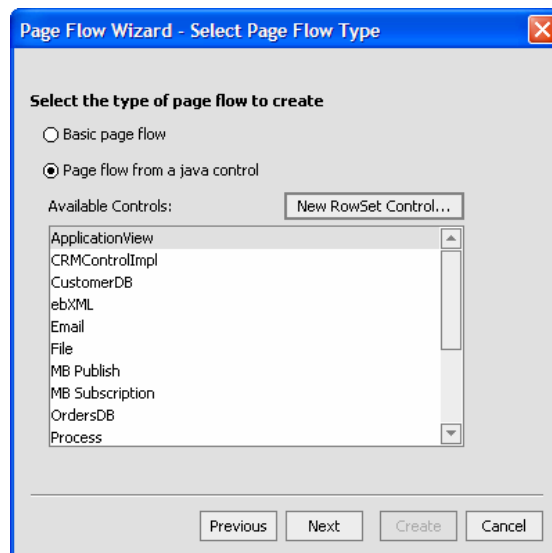 Page Flow Wizard - Select Page Flow Type
Select the type of page flow to create
Basic page flow
Page flow from a java control
Available Controls:
New RowSet Control...
ApplicationView
CRMControlImpl
CustomerDB
ebXML
Email
File
MB Publish
MB Subscription
OrdersDB
Process
Previous
Next
Create
Cancel